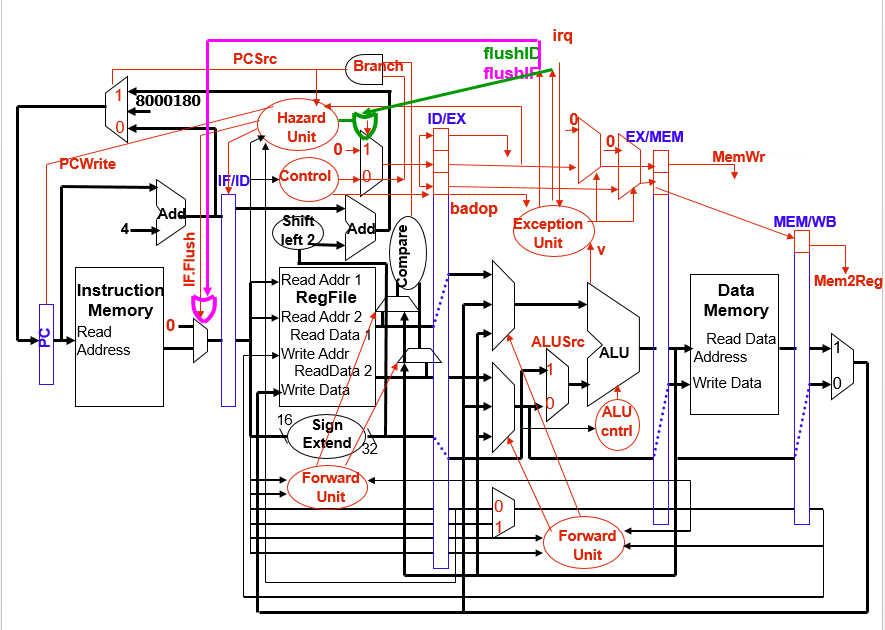 irq
flushID
flushIF
PCSrc
Branch
1
8000180
0
Hazard
Unit
ID/EX
0
0
EX/MEM
0
1
PCWrite
IF/ID
Control
0
MemWr
badop
Add
4
Shift
left 2
Add
Compare
Exception
Unit
MEM/WB
IF.Flush
v
Mem2Reg
Instruction
Memory
Read
Address
PC
0
Read Addr 1
RegFile
Read Addr 2
Read Data 1
Write Addr
ReadData 2
Write Data
ALUSrc
1
0
ALU
Data
Memory
Read Data
Address
Write Data
1
0
16
Sign
Extend
32
ALU
cntrl
Forward
Unit
0
1
Forward
Unit